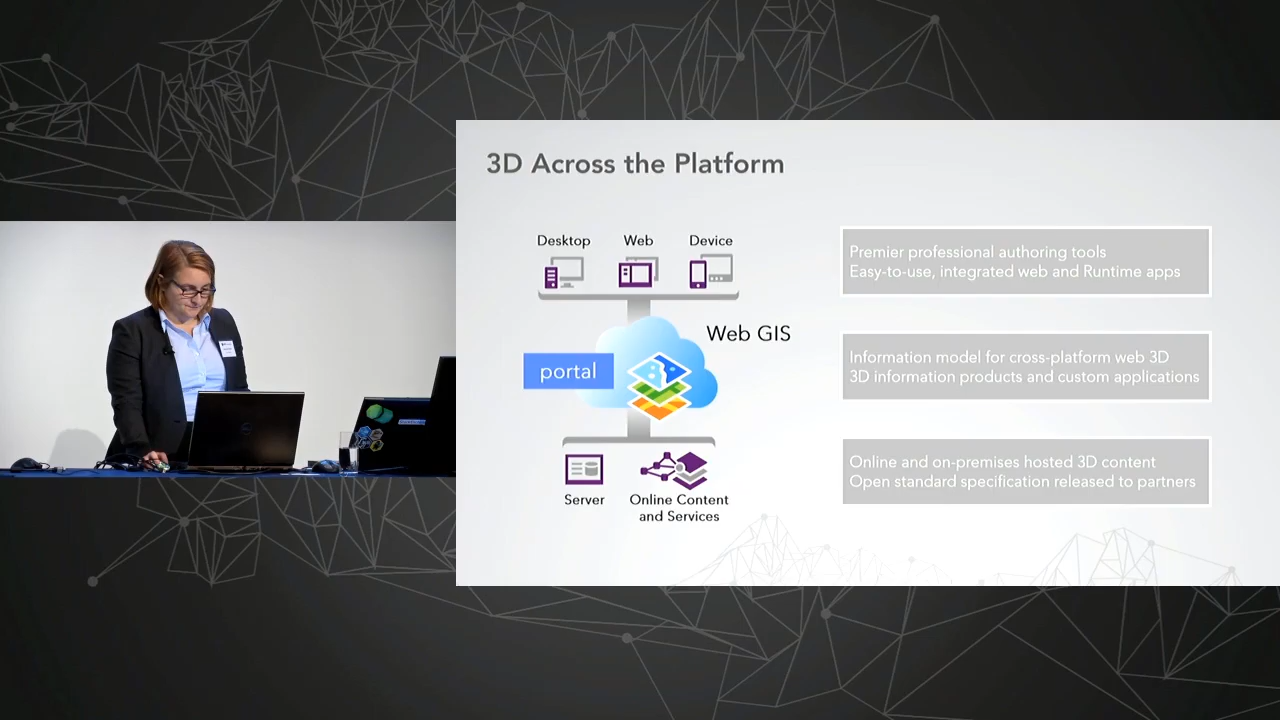 3D Across the Platform
Desktop
Web
Device
Premier professional authoring tools
Easy-to-use, integrated web and Runtime apps
Web GIS
portal
Information model for cross-platform web 3D
3D information products and custom applications
Server
Online Content
and Services
Online and on-premises hosted 3D content
Open standard specification released to partners